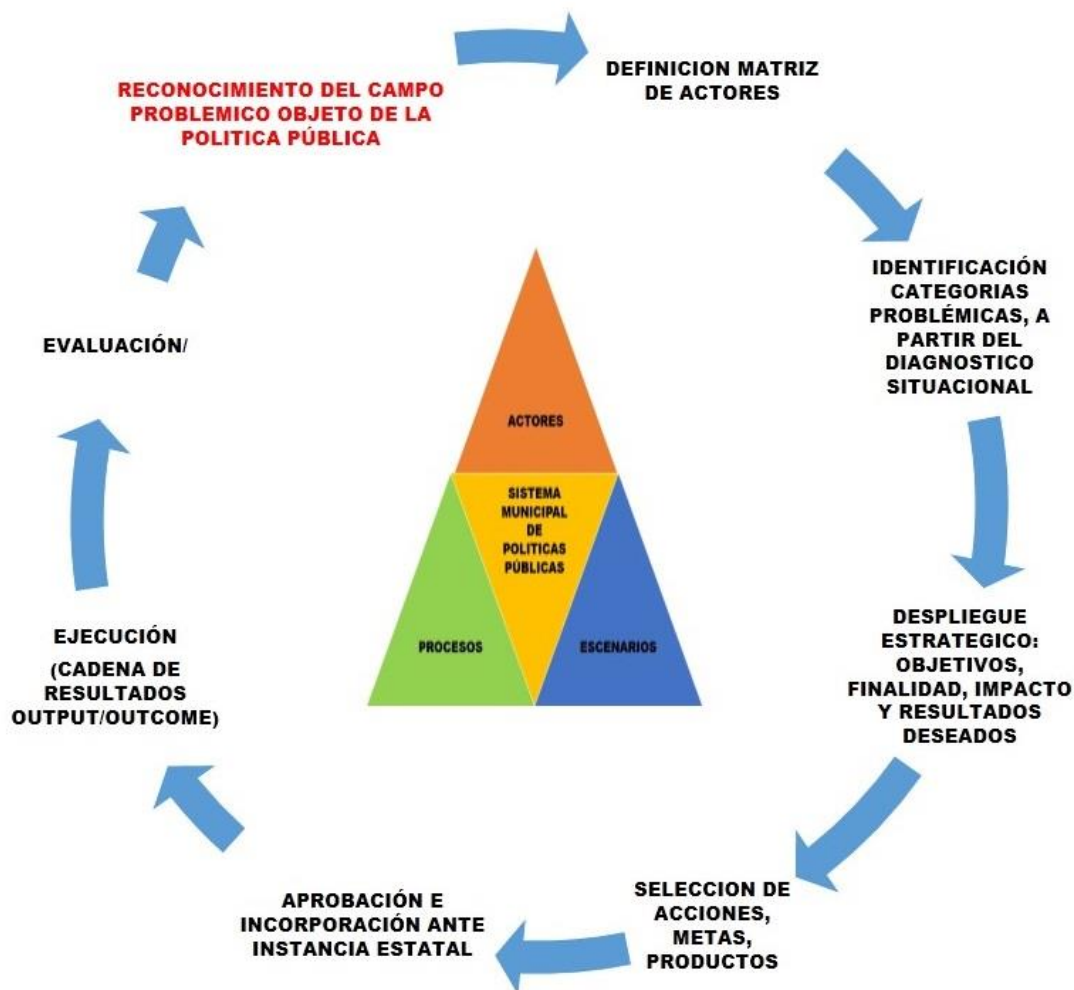 RECONOCIMIENTO DEL CAMPO
PROBLEMICO OBJETO DE LA
POLITICA PÚBLICA
DEFINICION MATRIZ
DE ACTORES
IDENTIFICACIÓN
CATEGORIAS
PROBLÉMICAS, A
PARTIR DEL
DIAGNOSTICO
SITUACIONAL
DESPLIEGUE
ESTRATEGICO:
OBJETIVOS,
FINALIDAD, IMPACTO
Y RESULTADOS
DESEADOS
SELECCION DE
ACCIONES,
METAS,
PRODUCTOS
APROBACIÓN E
INCORPORACIÓN ANTE
INSTANCIA ESTATAL
EJECUCIÓN
(CADENA DE
RESULTADOS
OUTPUT/OUTCOME)
EVALUACIÓN/
ACTORES
SISTEMA
MUNICIPAL
DE
POLITICAS
PÚBLICAS
PROCESOS
ESCENARIOS